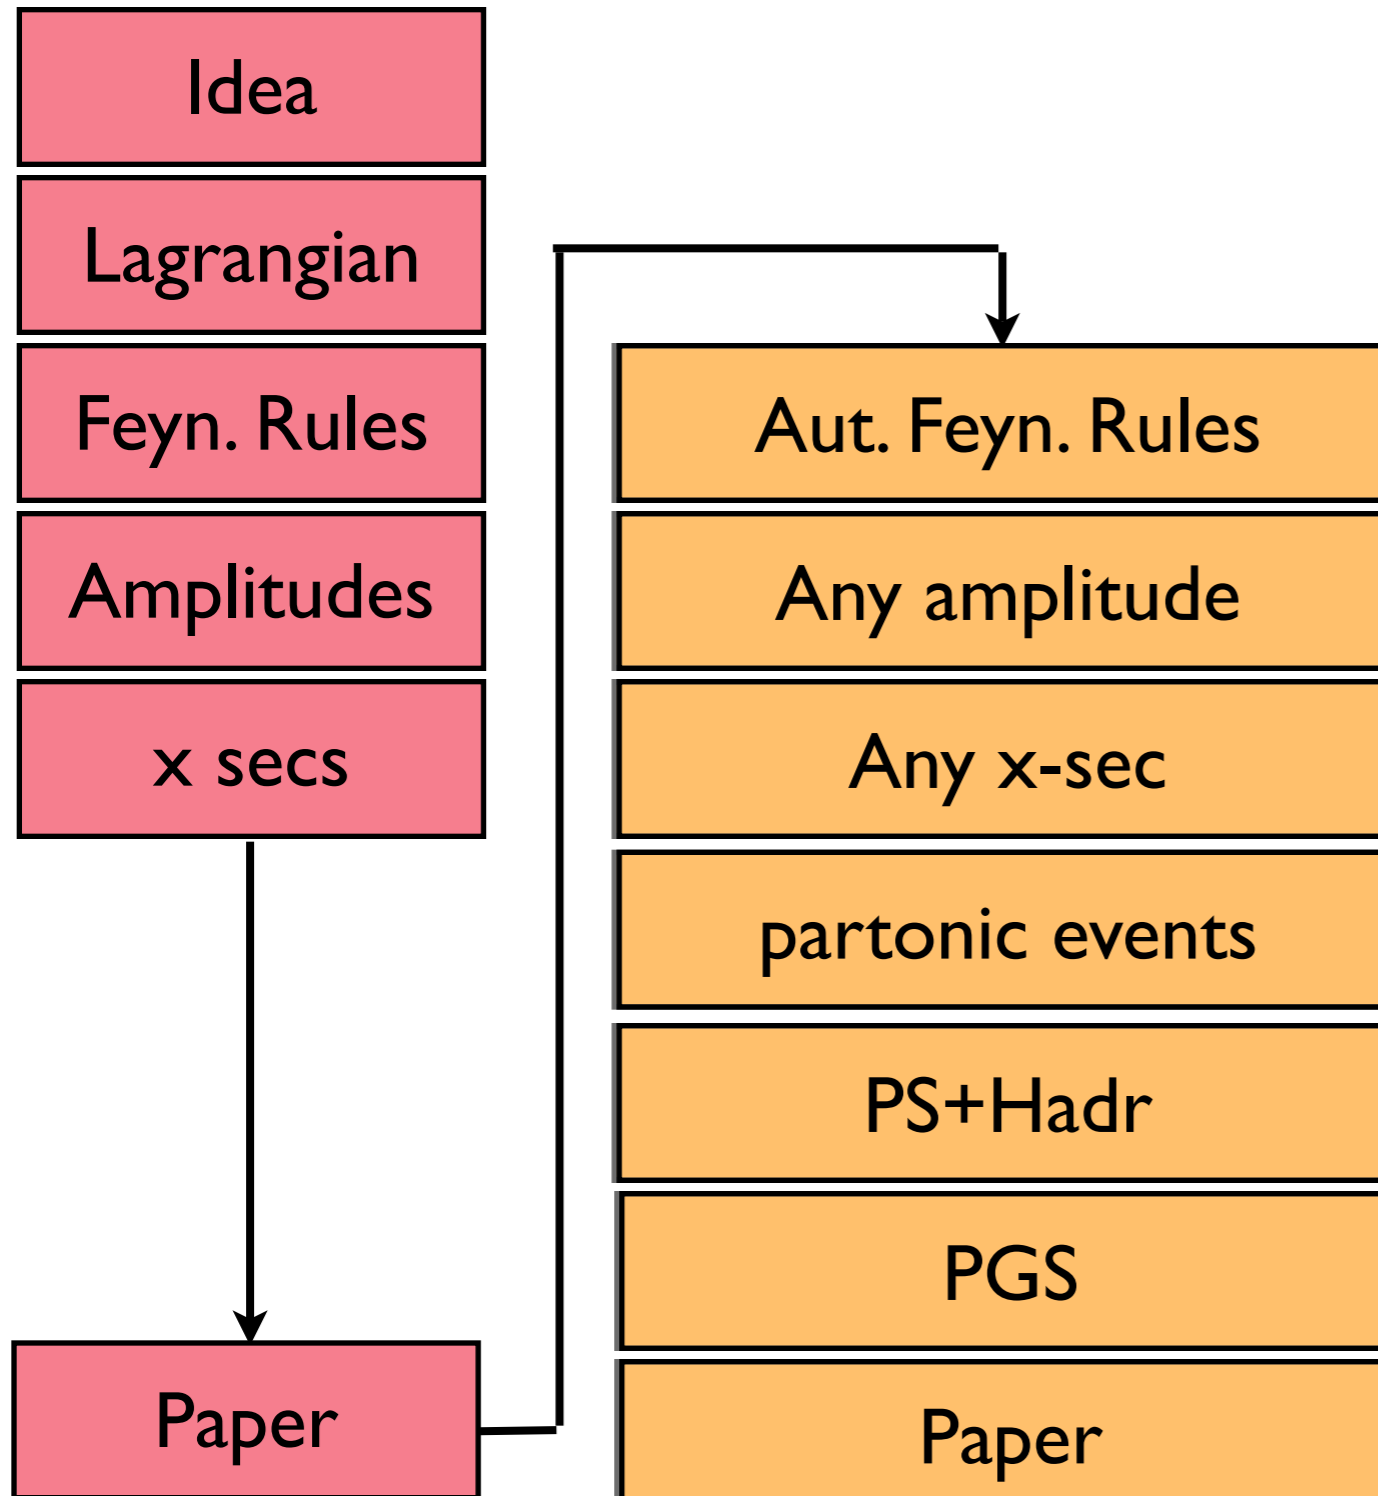 Idea
Lagrangian
Feyn. Rules
Amplitudes
x secs
Paper
Aut. Feyn. Rules
Any amplitude
Any x-sec
partonic events
PS+Hadr
PGS
Paper